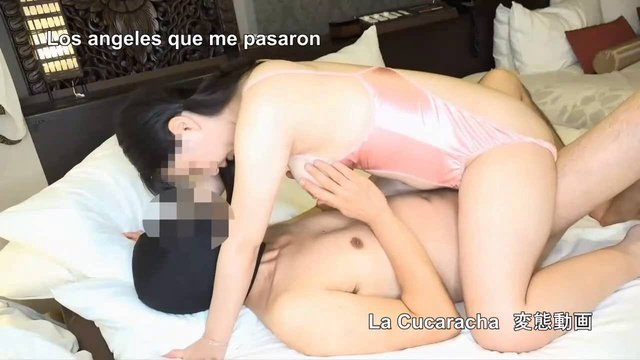 Los angeles que me pasaron
La Cucaracha 変態動画